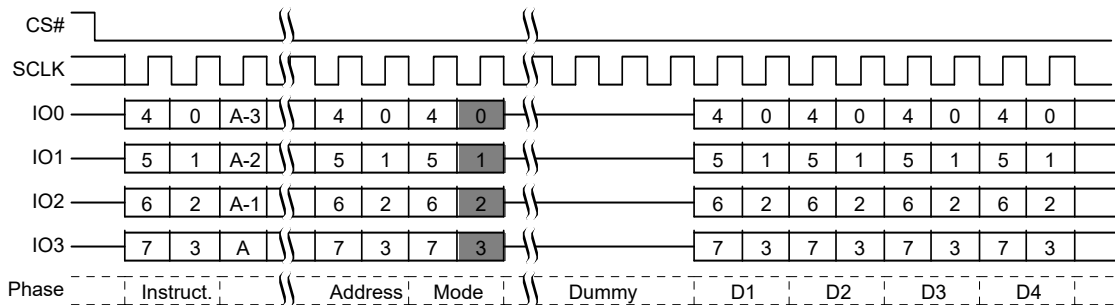 CS#
SCLK
IO0 4 0 A-3 4 0 4 0 4 0 4 0 4 0 4 0
IO1 5 1 A-2 5 1 5 1 5 1 5 1 5 1 5 1
IO2 6 2 A-1 6 2 6 2 6 2 6 2 6 2 6 2
IO3 7 3 A 7 3 7 3 7 3 7 3 7 3 7 3
Phase Instruct. Address Mode Dummy D1 D2 D3 D4